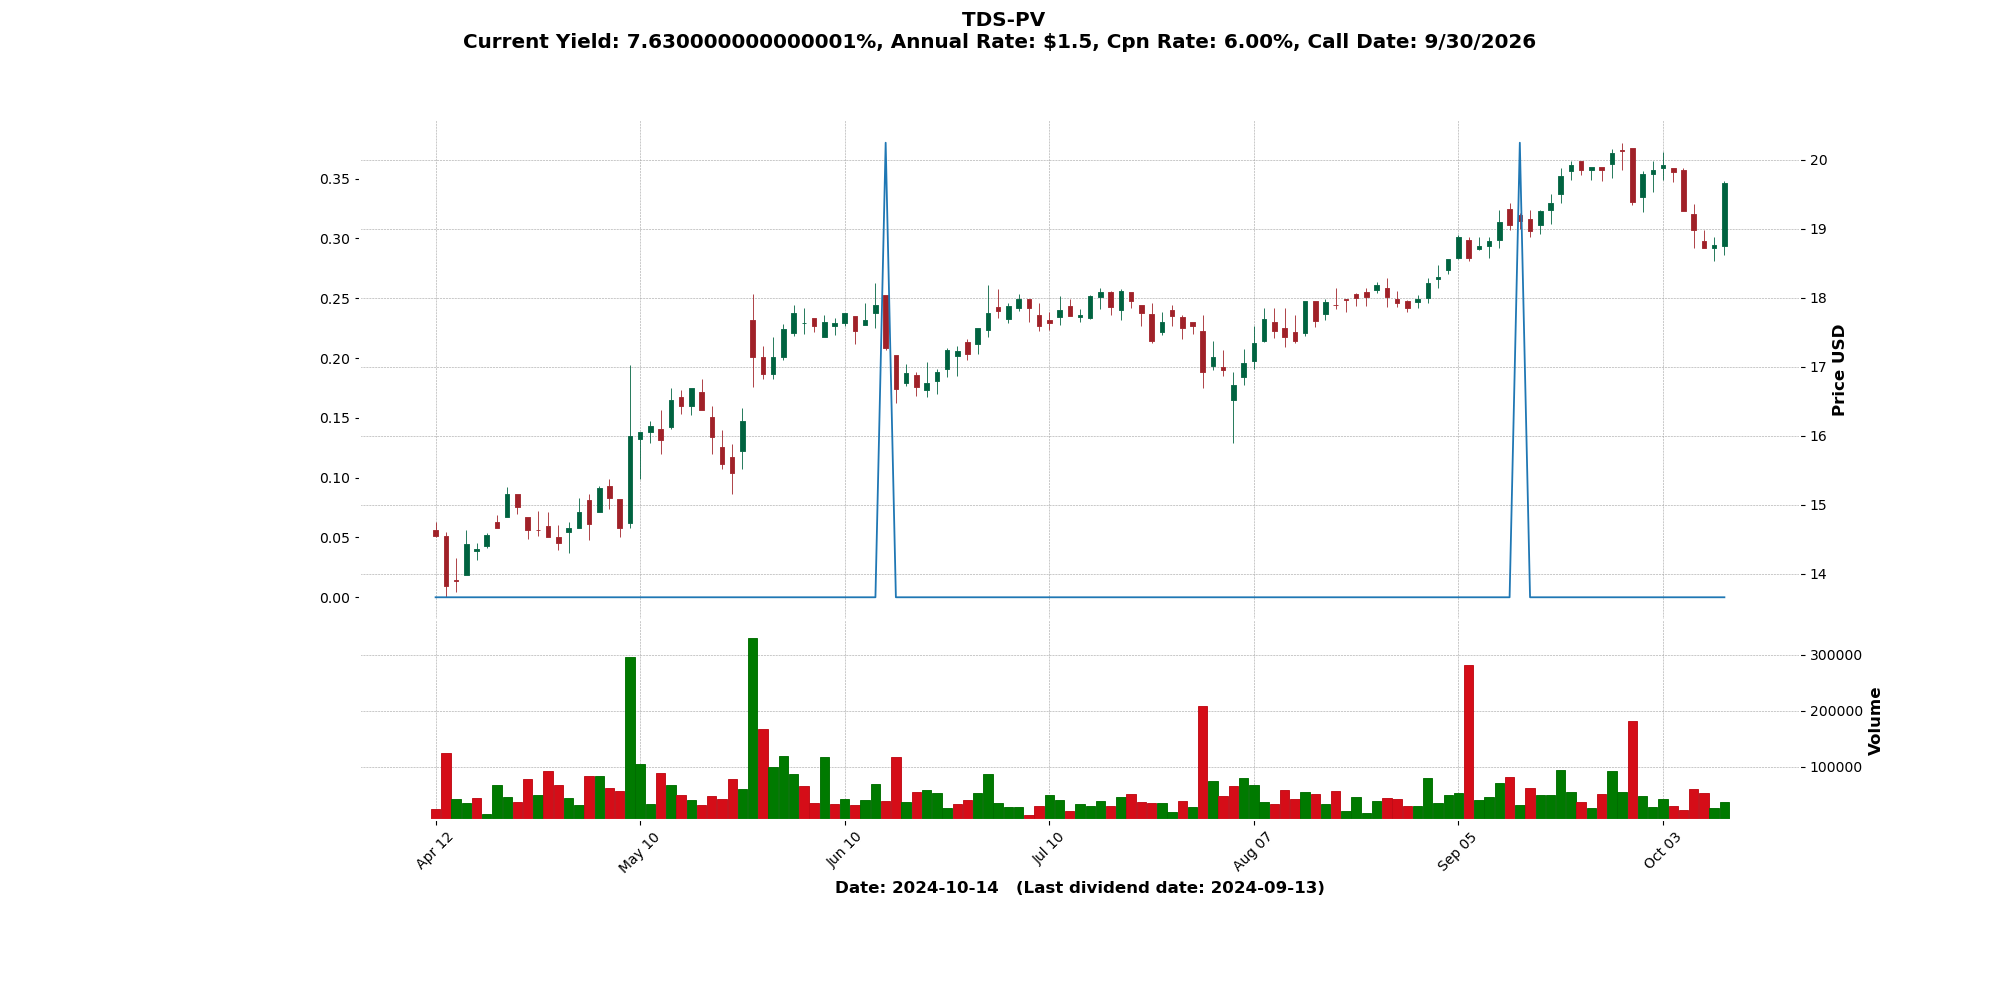 TDS-PV
Current Yield: 7.630000000000001%, Annual Rate: $1.5, Cpn Rate: 6.00%, Call Date: 9/30/2026
0.35
0.30
0.25
0.20
0.15
0.10
0.05
0.00
20
19
18
17
16
15
14
Price USD
300000
200000
100000
Volume
Apr 12
May 10
Jun 10
Jul 10
Aug 07
Sep 05
Oct 03
Date: 2024-10-14 (Last dividend date: 2024-09-13)